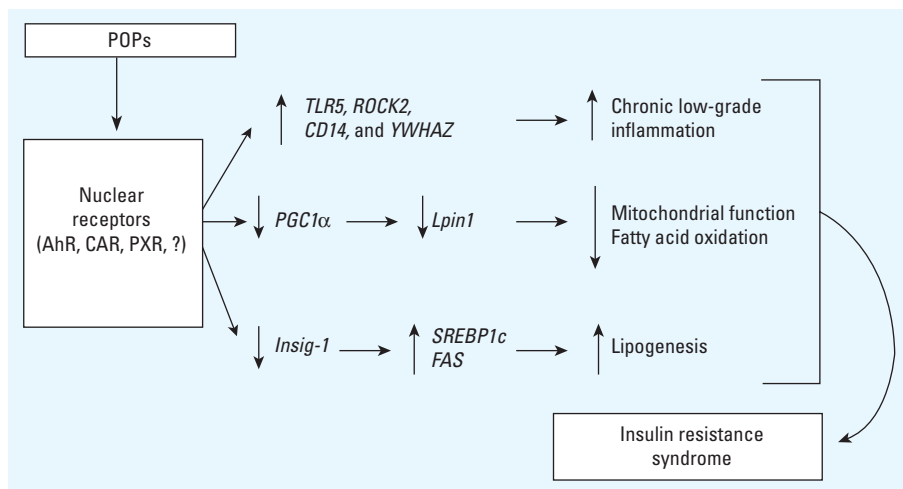 POPs
Nuclear
receptors
(AhR, CAR, PXR, ?)
TLR5, ROCK2,
CD14, and YWHAZ
Chronic low-grade
inflammation
PGC1α
Lpin1
Mitochondrial function
Fatty acid oxidation
Insig-1
SREBP1c
FAS
Lipogenesis
Insulin resistance
syndrome